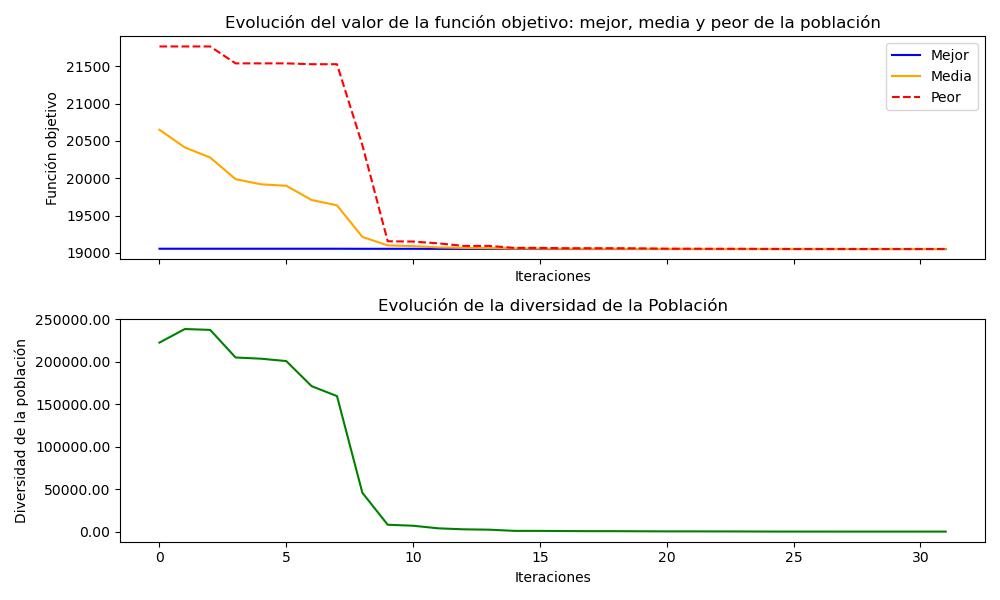 Evolución del valor de la función objetivo: mejor, media y peor de la población
Función objetivo
21500
21000
20500
20000
19500
19000
Mejor
Media
Peor
Iteraciones
Evolución de la diversidad de la Población
Diversidad de la población
250000.00
200000.00
150000.00
100000.00
50000.00
0.00
0 5 10 15 20 25 30
Iteraciones